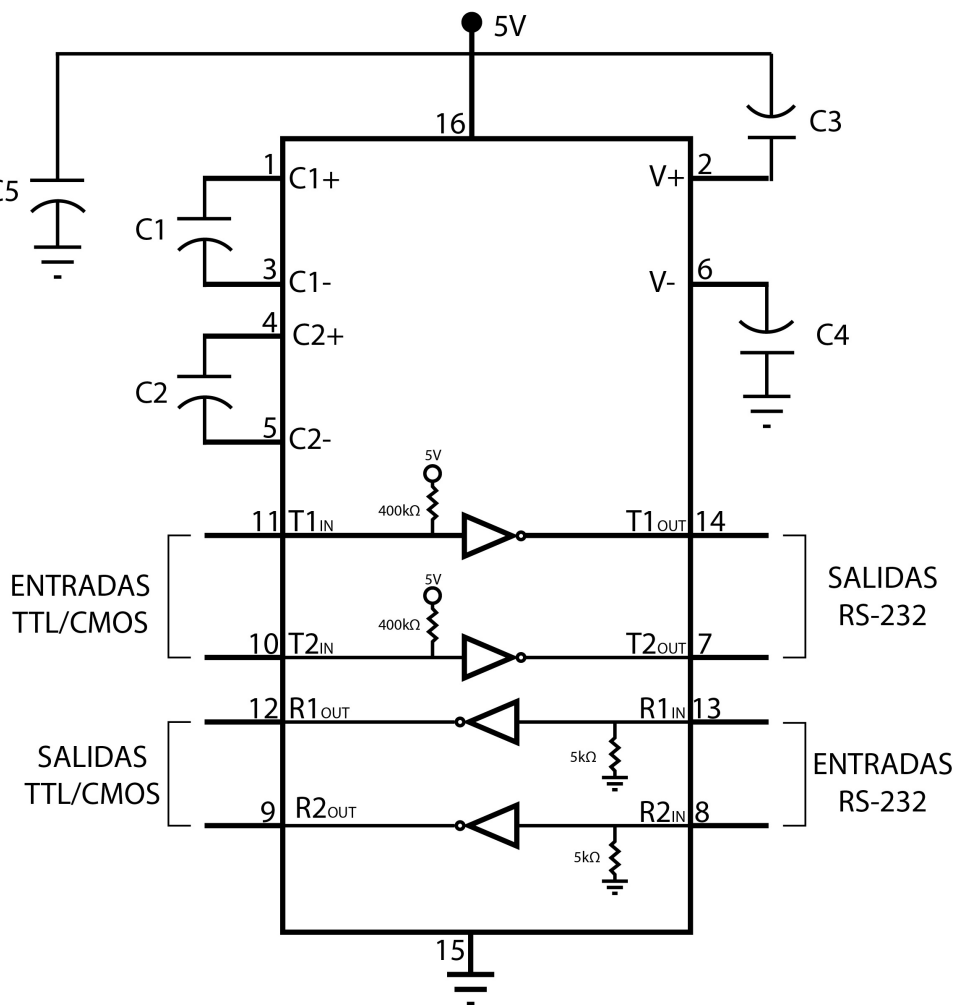 5V
16
C3
1
C1+
V+
2
C5
C1
3
C1-
V-
6
4
C2+
C4
C2
5
C2-
5V
400kΩ
11
T1IN
T1OUT
14
ENTRADAS
TTL/CMOS
SALIDAS
RS-232
5V
400kΩ
10
T2IN
T2OUT
7
12
R1OUT
R1IN
13
5kΩ
SALIDAS
TTL/CMOS
ENTRADAS
RS-232
9
R2OUT
R2IN
8
5kΩ
15